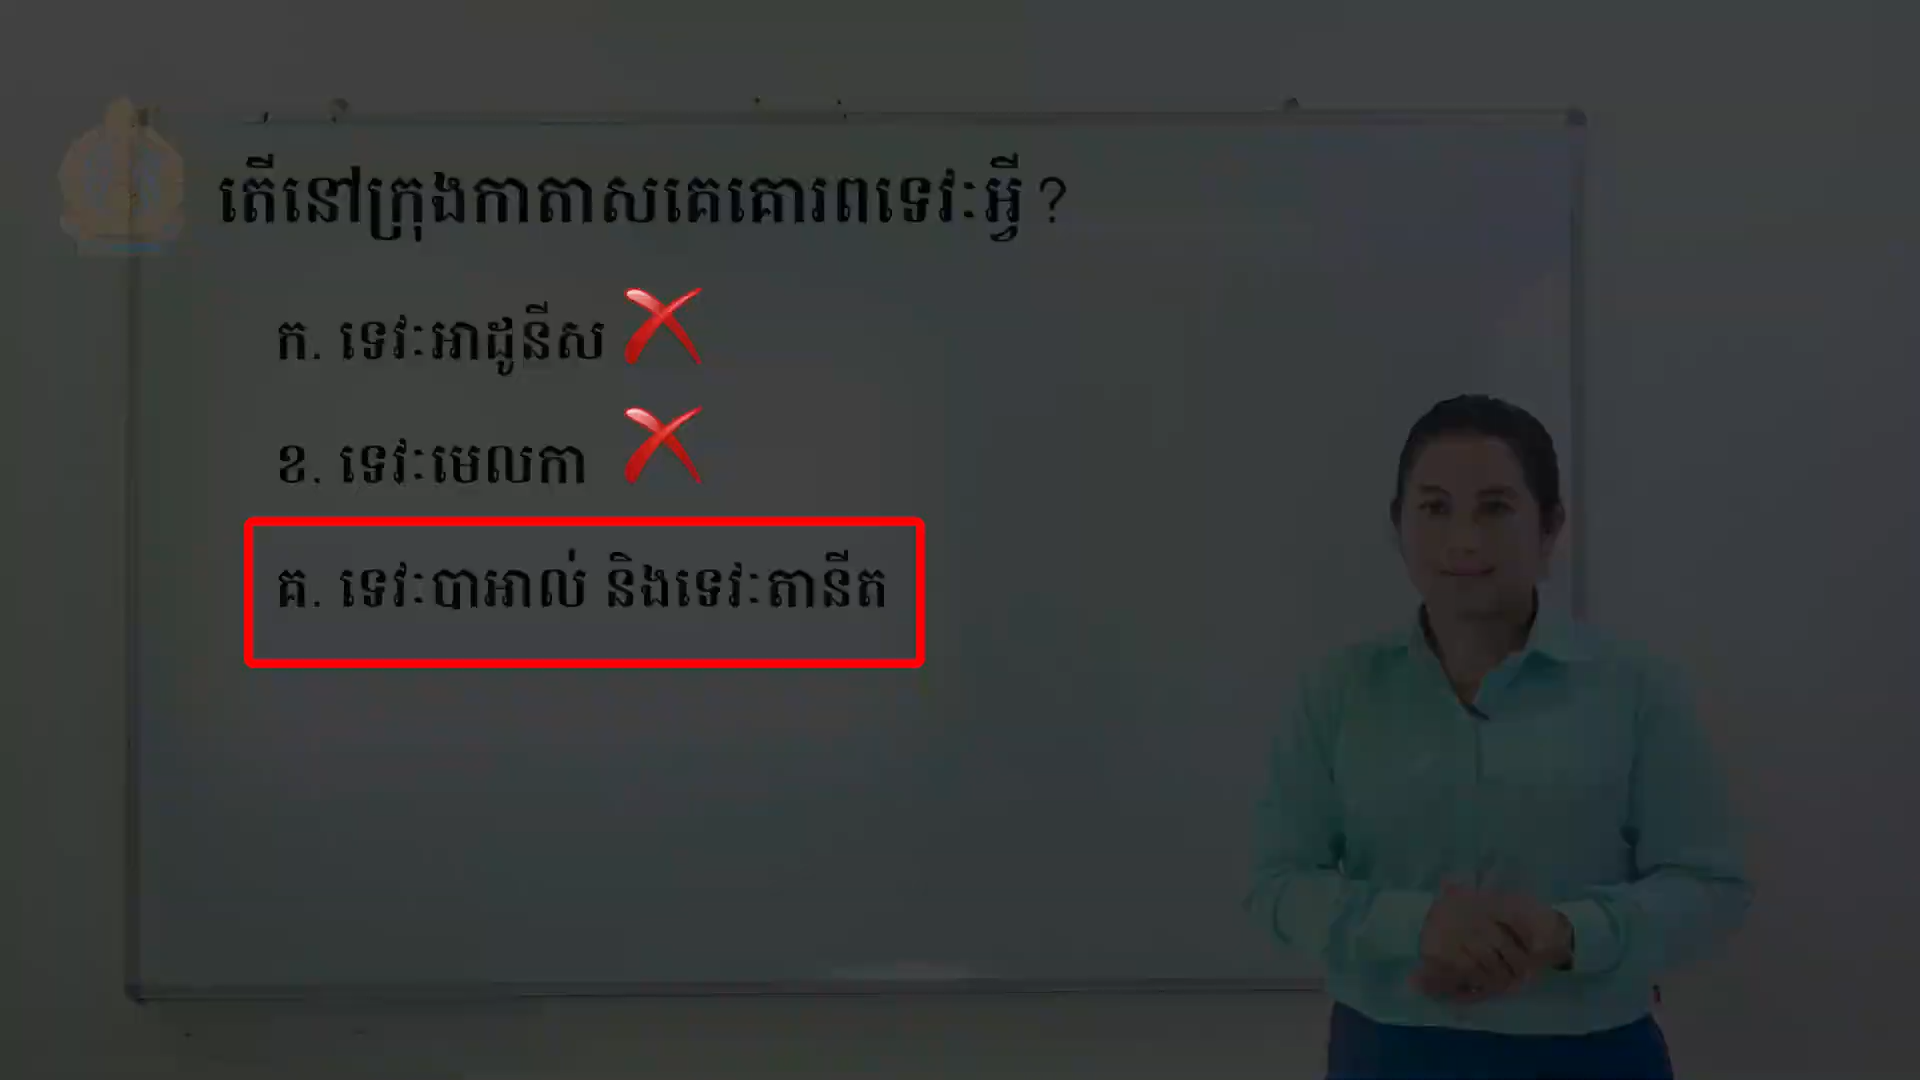 តើនៅក្រុងកាតាសគេគោរពទេវៈអ្វី ?
ក. ទេវៈអាដូនីស
ខ. ទេវៈមេលកា
គ. ទេវៈបាអាល់ និងទេវៈតានីត